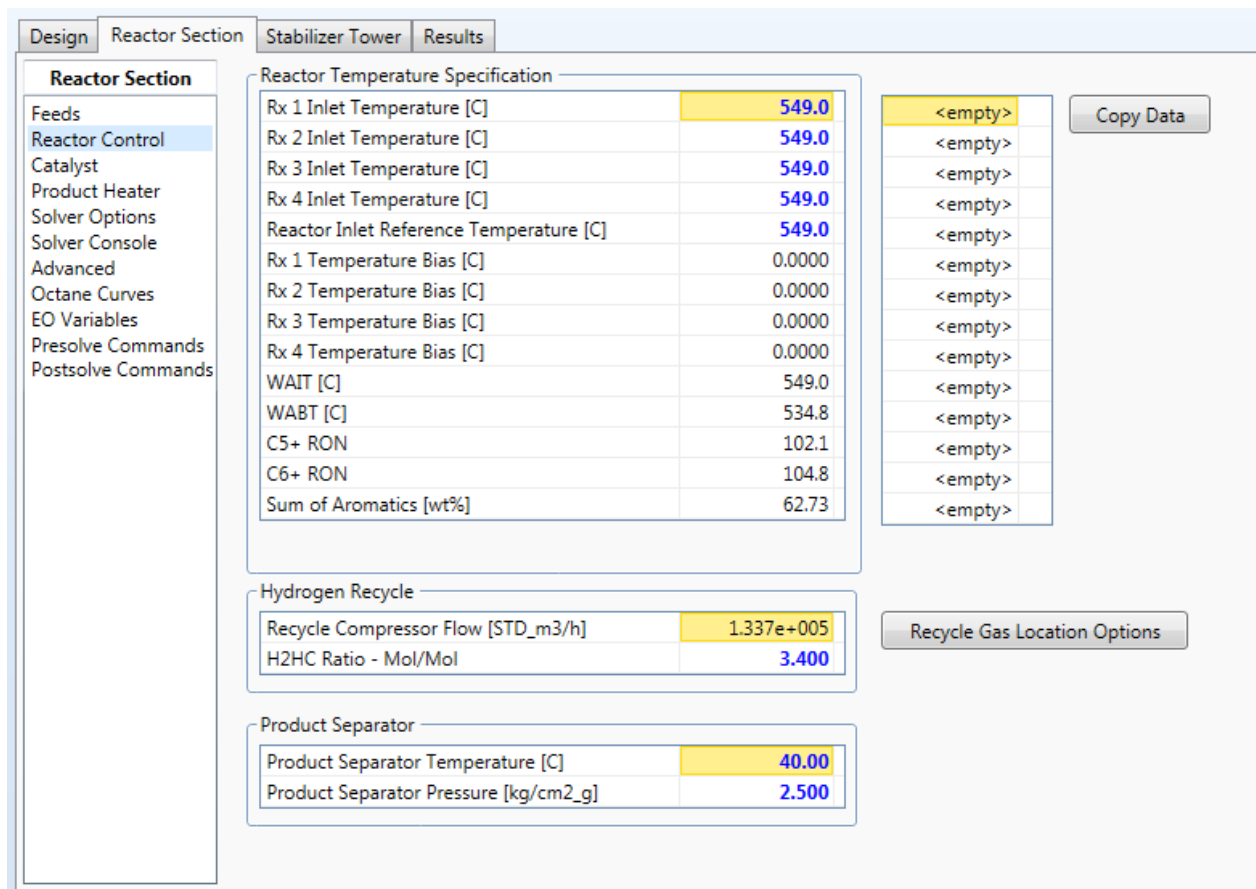 Design Reactor Section Stabilizer Tower Results
Reactor Section
Feeds
Reactor Control
Catalyst
Product Heater
Solver Options
Solver Console
Advanced
Octane Curves
EO Variables
Presolve Commands
Postsolve Commands
Reactor Temperature Specification
Rx 1 Inlet Temperature [C] 549.0
Rx 2 Inlet Temperature [C] 549.0
Rx 3 Inlet Temperature [C] 549.0
Rx 4 Inlet Temperature [C] 549.0
Reactor Inlet Reference Temperature [C] 549.0
Rx 1 Temperature Bias [C] 0.0000
Rx 2 Temperature Bias [C] 0.0000
Rx 3 Temperature Bias [C] 0.0000
Rx 4 Temperature Bias [C] 0.0000
WAIT [C] 549.0
WABT [C] 534.8
C5+ RON 102.1
C6+ RON 104.8
Sum of Aromatics [wt%] 62.73
<empty>
<empty>
<empty>
<empty>
<empty>
<empty>
<empty>
<empty>
<empty>
<empty>
<empty>
<empty>
<empty>
<empty>
Copy Data
Hydrogen Recycle
Recycle Compressor Flow [STD_m3/h] 1.337e+005
H2HC Ratio - Mol/Mol 3.400
Recycle Gas Location Options
Product Separator
Product Separator Temperature [C] 40.00
Product Separator Pressure [kg/cm2_g] 2.500